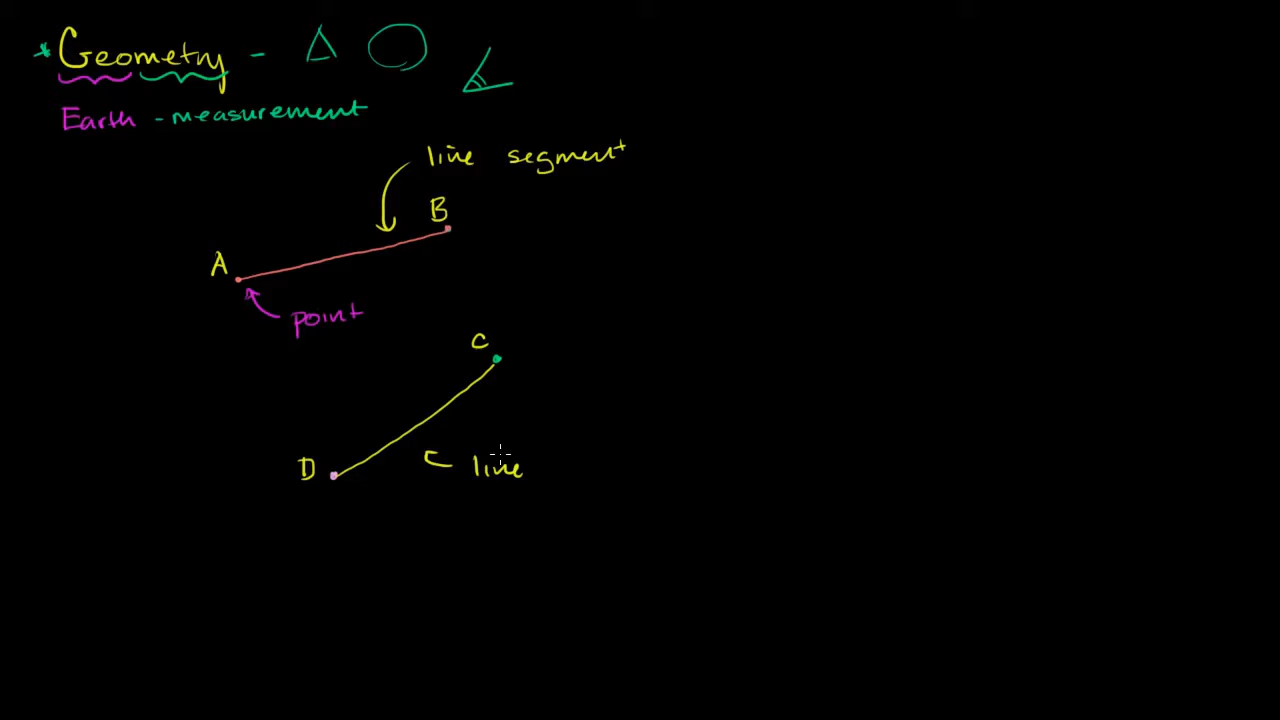 * Geometry -
Earth - measurement
line segment
B
A
point
C
D
line